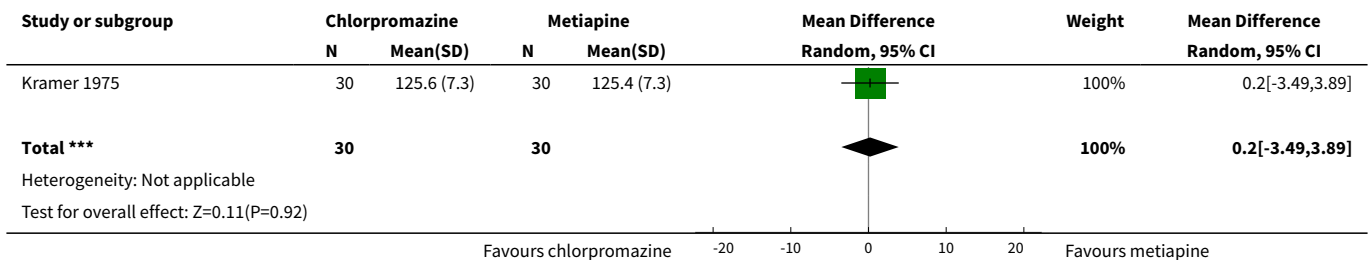 Study or subgroup Chlorpromazine Metiapine Mean Difference Weight Mean Difference
N Mean(SD) N Mean(SD) Random, 95% CI Random, 95% CI
Kramer 1975 30 125.6 (7.3) 30 125.4 (7.3) 100% 0.2[-3.49,3.89]
Total *** 30 30 100% 0.2[-3.49,3.89]
Heterogeneity: Not applicable
Test for overall effect: Z=0.11(P=0.92)
Favours chlorpromazine -20 -10 0 10 20 Favours metiapine